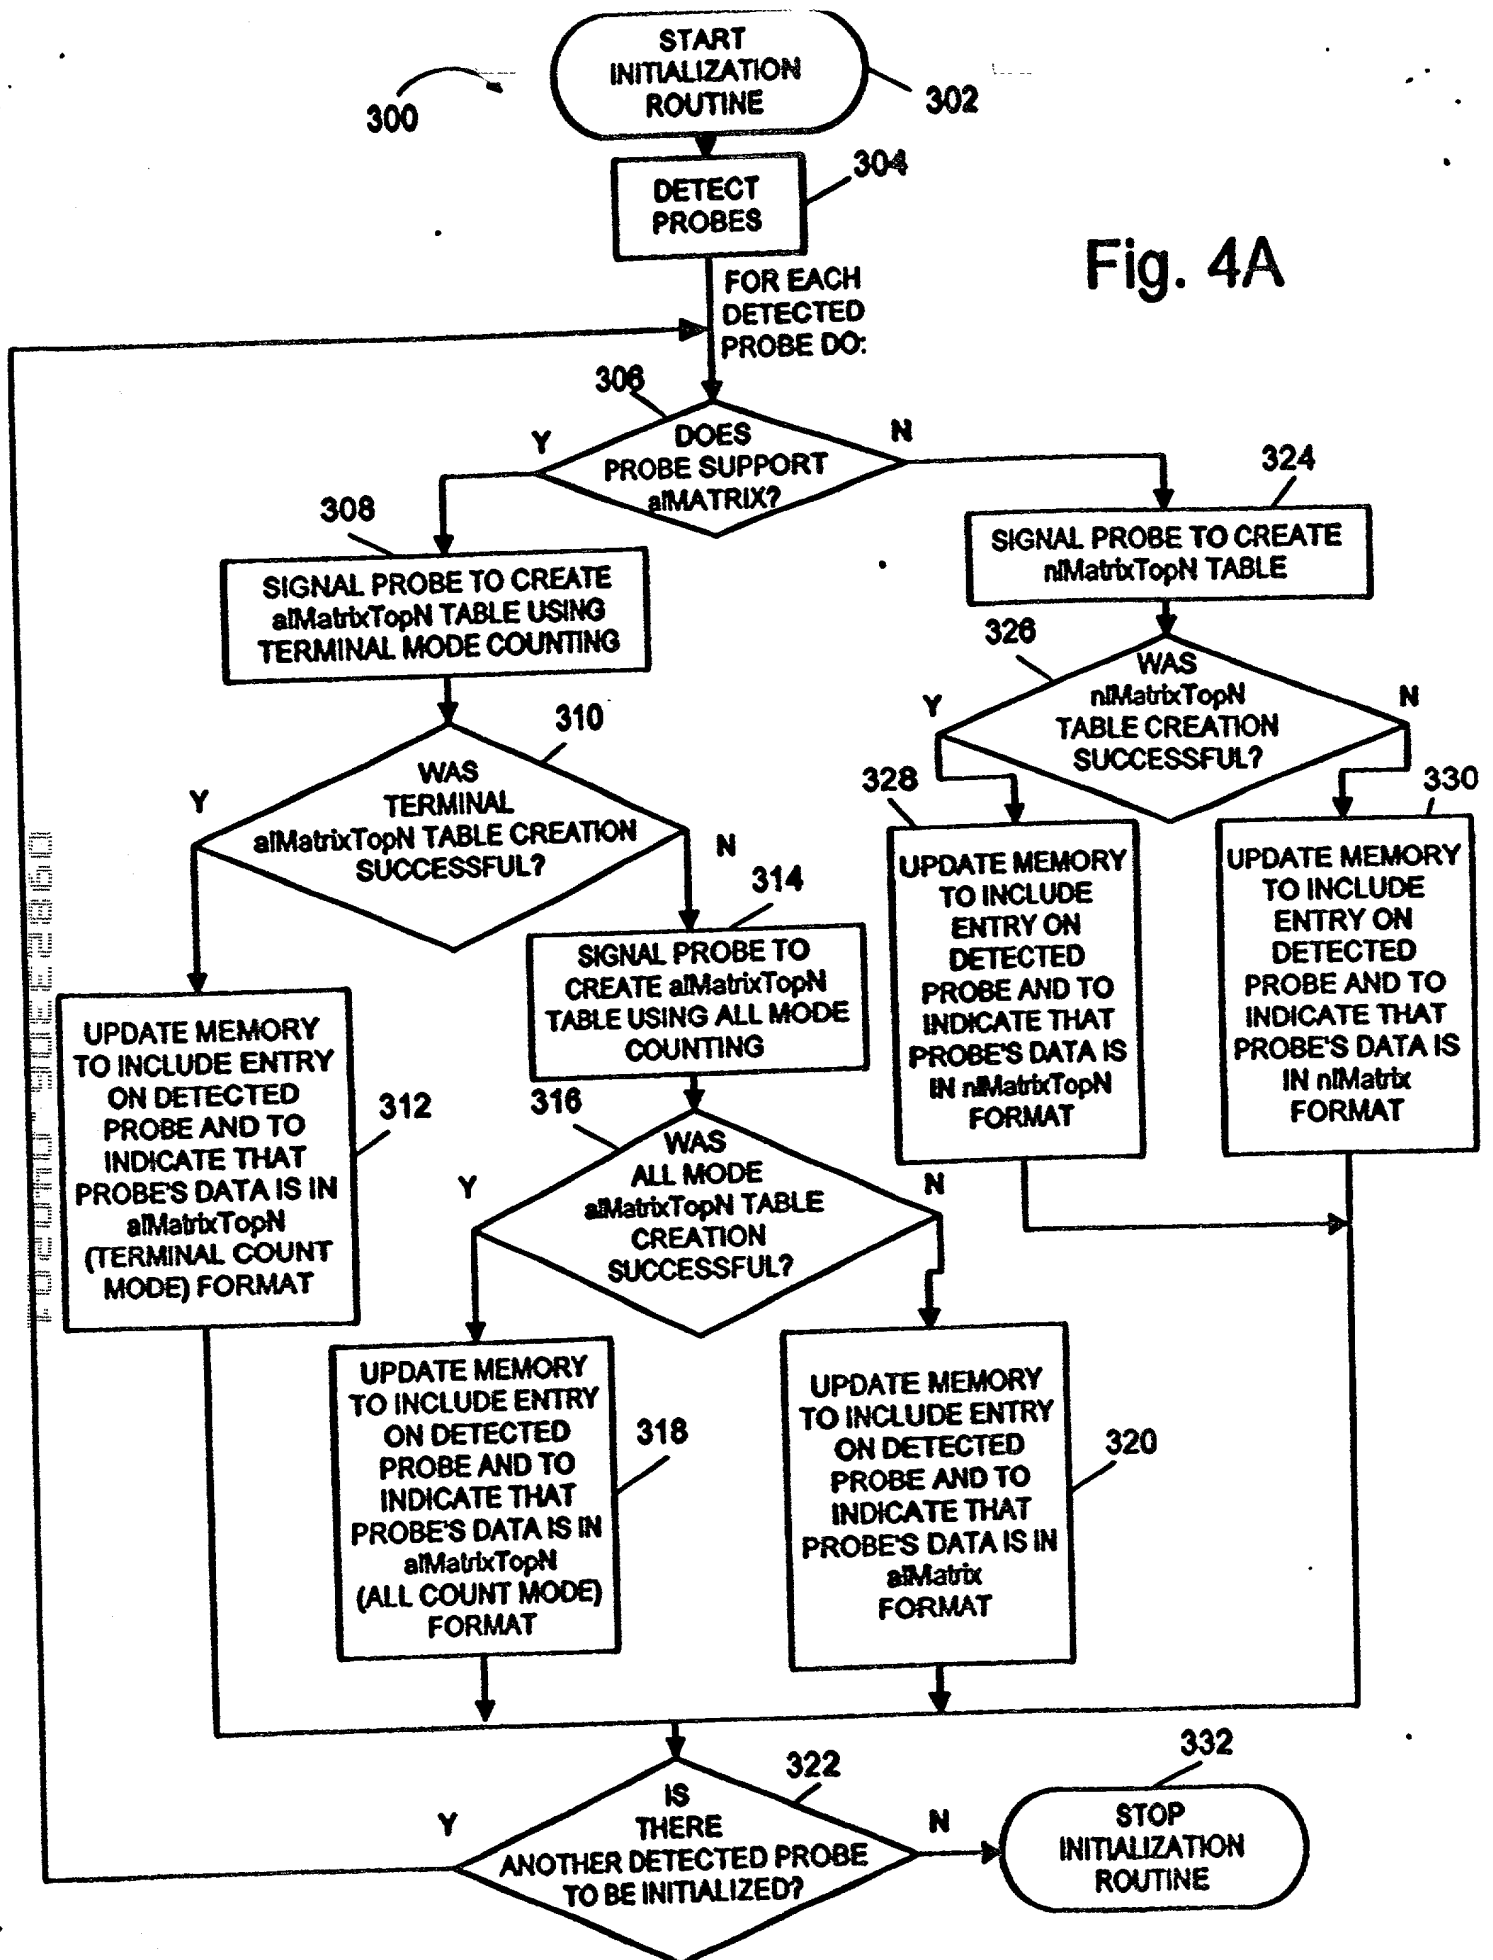 START
INITIALIZATION
ROUTINE
300
302
304
DETECT
PROBES
Fig. 4A
FOR EACH
DETECTED
PROBE DO:
306
Y
N
DOES
PROBE SUPPORT
alMATRIX?
308
SIGNAL PROBE TO CREATE
alMatrixTopN TABLE USING
TERMINAL MODE COUNTING
324
SIGNAL PROBE TO CREATE
nlMatrixTopN TABLE
310
Y
N
WAS
TERMINAL
alMatrixTopN TABLE CREATION
SUCCESSFUL?
326
Y
N
WAS
nlMatrixTopN
TABLE CREATION
SUCCESSFUL?
328
UPDATE MEMORY
TO INCLUDE
ENTRY ON
DETECTED
PROBE AND TO
INDICATE THAT
PROBE'S DATA IS
IN nlMatrixTopN
FORMAT
330
UPDATE MEMORY
TO INCLUDE
ENTRY ON
DETECTED
PROBE AND TO
INDICATE THAT
PROBE'S DATA IS
IN nlMatrix
FORMAT
314
SIGNAL PROBE TO
CREATE alMatrixTopN
TABLE USING ALL MODE
COUNTING
312
UPDATE MEMORY
TO INCLUDE ENTRY
ON DETECTED
PROBE AND TO
INDICATE THAT
PROBE'S DATA IS IN
alMatrixTopN
(TERMINAL COUNT
MODE) FORMAT
316
Y
N
WAS
ALL MODE
alMatrixTopN TABLE
CREATION
SUCCESSFUL?
318
UPDATE MEMORY
TO INCLUDE ENTRY
ON DETECTED
PROBE AND TO
INDICATE THAT
PROBE'S DATA IS IN
alMatrixTopN
(ALL COUNT MODE)
FORMAT
320
UPDATE MEMORY
TO INCLUDE ENTRY
ON DETECTED
PROBE AND TO
INDICATE THAT
PROBE'S DATA IS IN
alMatrix
FORMAT
322
Y
N
IS
THERE
ANOTHER DETECTED PROBE
TO BE INITIALIZED?
332
STOP
INITIALIZATION
ROUTINE